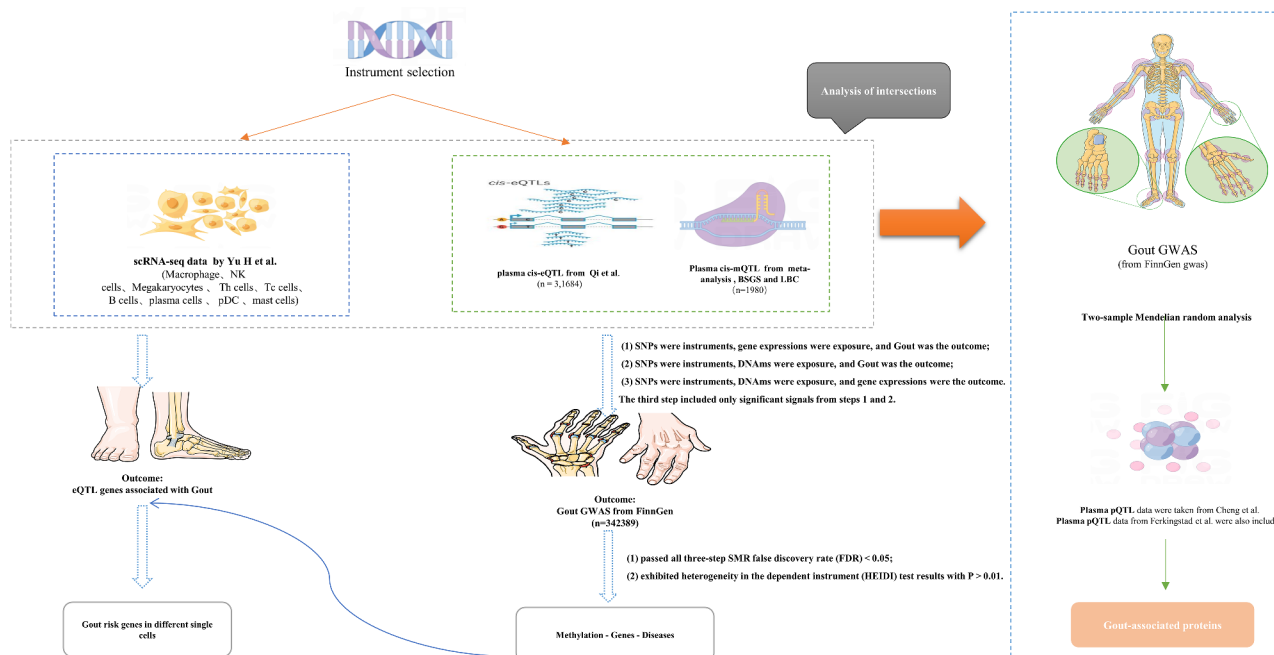 Instrument selection
Analysis of intersections
scRNA-seq data by Yu H et al.
(Macrophage、NK
cells、Megakaryocytes 、 Th cells、Tc cells、
B cells、plasma cells 、 pDC 、mast cells)
cis-eQTLs
plasma cis-eQTL from Qi et al.
(n = 3,1684)
Plasma cis-mQTL from meta-
analysis , BSGS and LBC
(n=1980)
(1) SNPs were instruments, gene expressions were exposure, and Gout was the outcome;
(2) SNPs were instruments, DNAms were exposure, and Gout was the outcome;
(3) SNPs were instruments, DNAms were exposure, and gene expressions were the outcome.
The third step included only significant signals from steps 1 and 2.
Outcome:
eQTL genes associated with Gout
Outcome:
Gout GWAS from FinnGen
(n=342389)
(1) passed all three-step SMR false discovery rate (FDR) < 0.05;
(2) exhibited heterogeneity in the dependent instrument (HEIDI) test results with P > 0.01.
Gout risk genes in different single
cells
Methylation - Genes - Diseases
Gout GWAS
(from FinnGen gwas)
Two-sample Mendelian random analysis
Plasma pQTL data were taken from Cheng et al.
Plasma pQTL data from Ferkingstad et al. were also includ
Gout-associated proteins